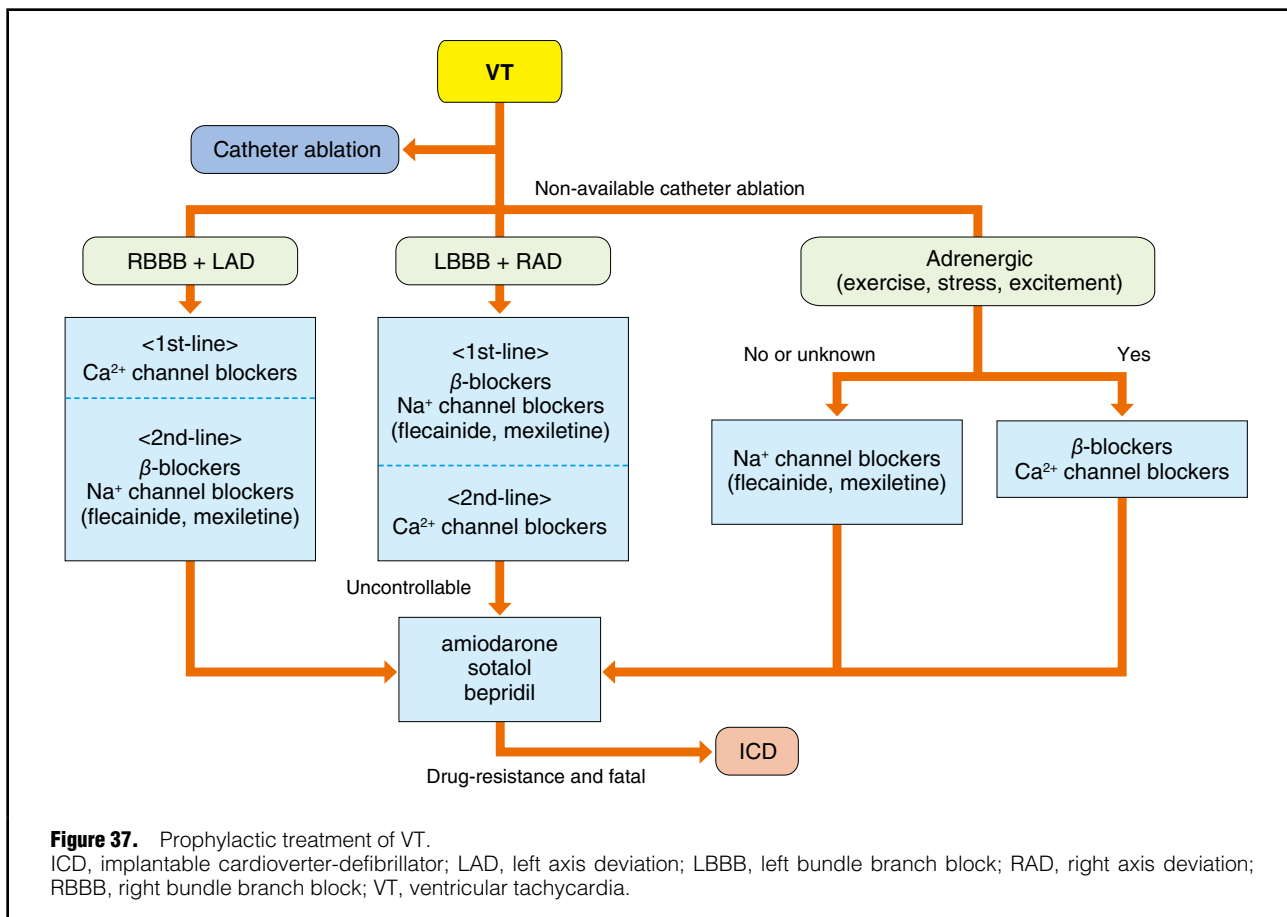 VT
Catheter ablation
Non-available catheter ablation
RBBB + LAD
LBBB + RAD
Adrenergic
(exercise, stress, excitement)
<1st-line>
Ca²⁺ channel blockers
<2nd-line>
β-blockers
Na⁺ channel blockers
(flecainide, mexiletine)
<1st-line>
β-blockers
Na⁺ channel blockers
(flecainide, mexiletine)
<2nd-line>
Ca²⁺ channel blockers
No or unknown
Yes
Na⁺ channel blockers
(flecainide, mexiletine)
β-blockers
Ca²⁺ channel blockers
Uncontrollable
amiodarone
sotalol
bepridil
ICD
Drug-resistance and fatal
Figure 37. Prophylactic treatment of VT.
ICD, implantable cardioverter-defibrillator; LAD, left axis deviation; LBBB, left bundle branch block; RAD, right axis deviation;
RBBB, right bundle branch block; VT, ventricular tachycardia.